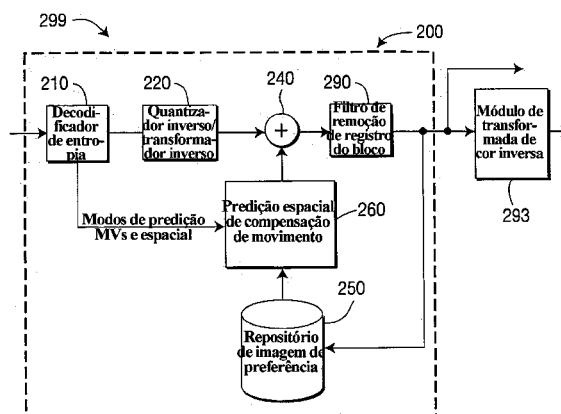 299
200
210
220
240
290
Decodi-
ficador
de entro-
pia
Quantiza-
dor inverso/
transforma-
dor inverso
+
Filtro de
remoção
de registro
do bloco
Módulo de
transfor-
mada de
cor inversa
293
Modos de predição
MVs e espacial
Predição espacial
de compensação
de movimento
260
250
Repositório
de imagem de
preferência